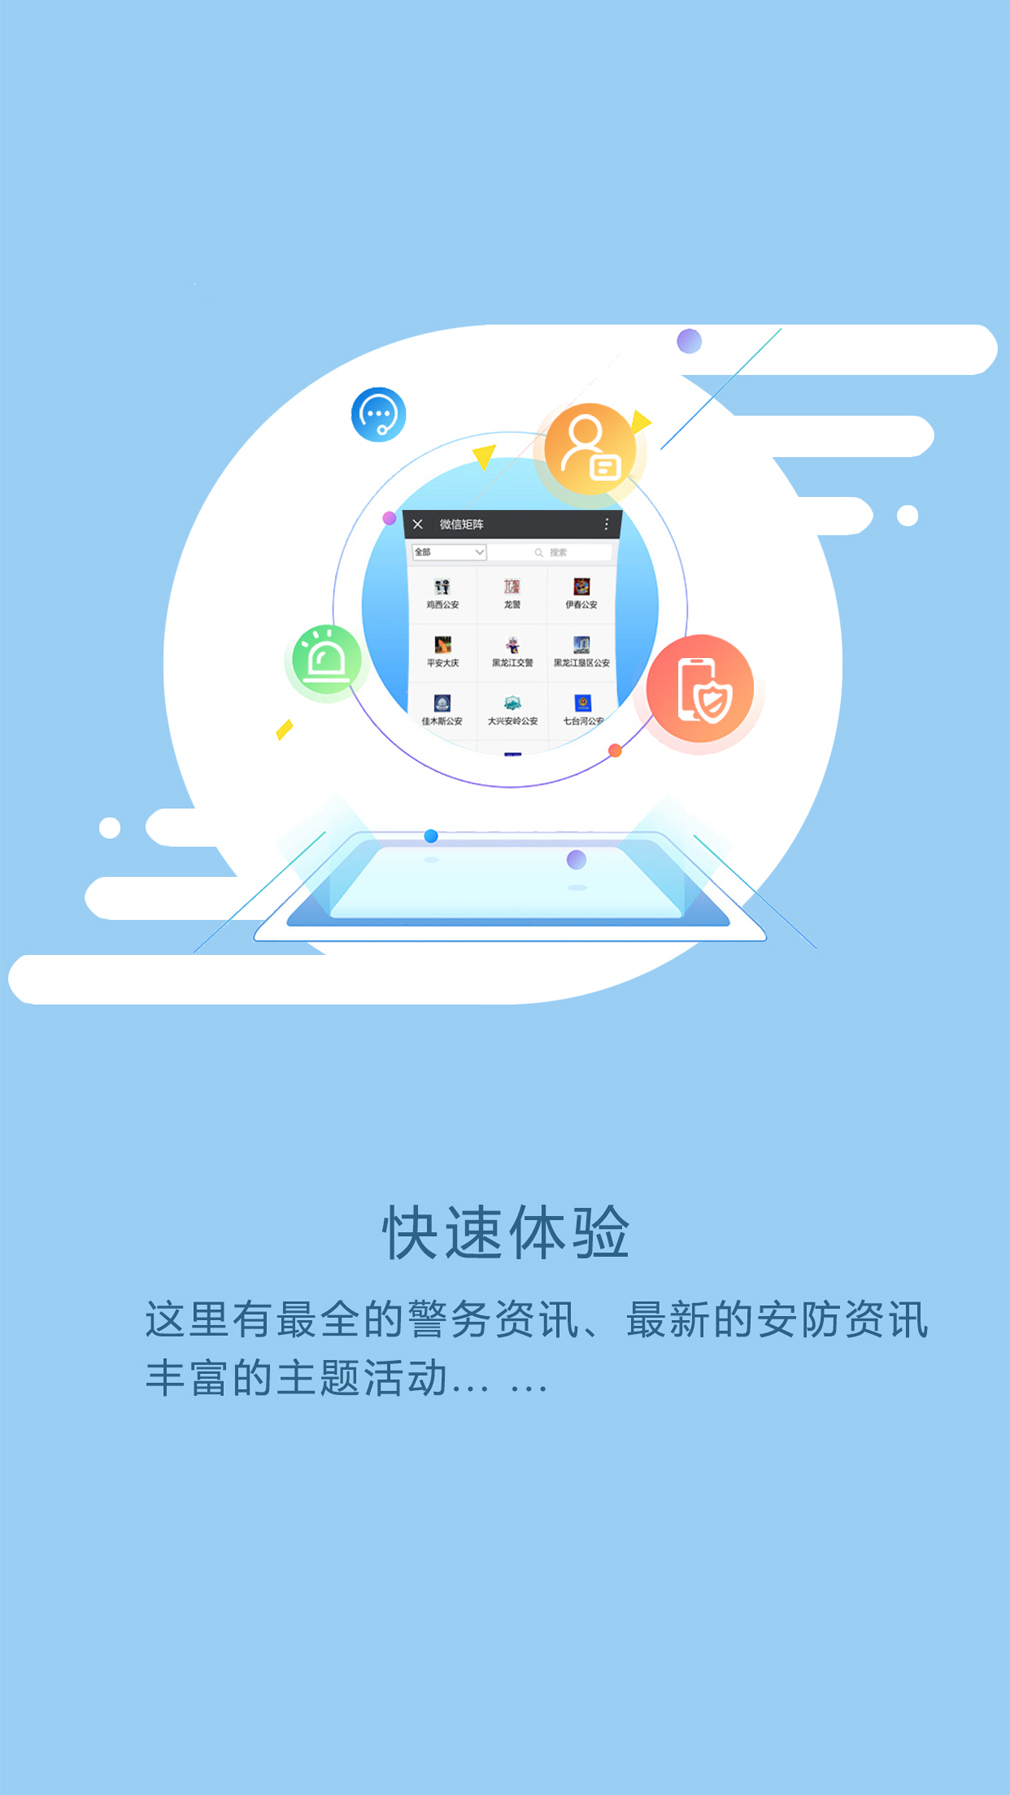 微信矩阵
全部 搜索
鸡西公安 龙警 伊春公安
平安大庆 黑龙江交警 黑龙江垦区公安
佳木斯公安 大兴安岭公安 七台河公安
快速体验
这里有最全的警务资讯、最新的安防资讯
丰富的主题活动... ...